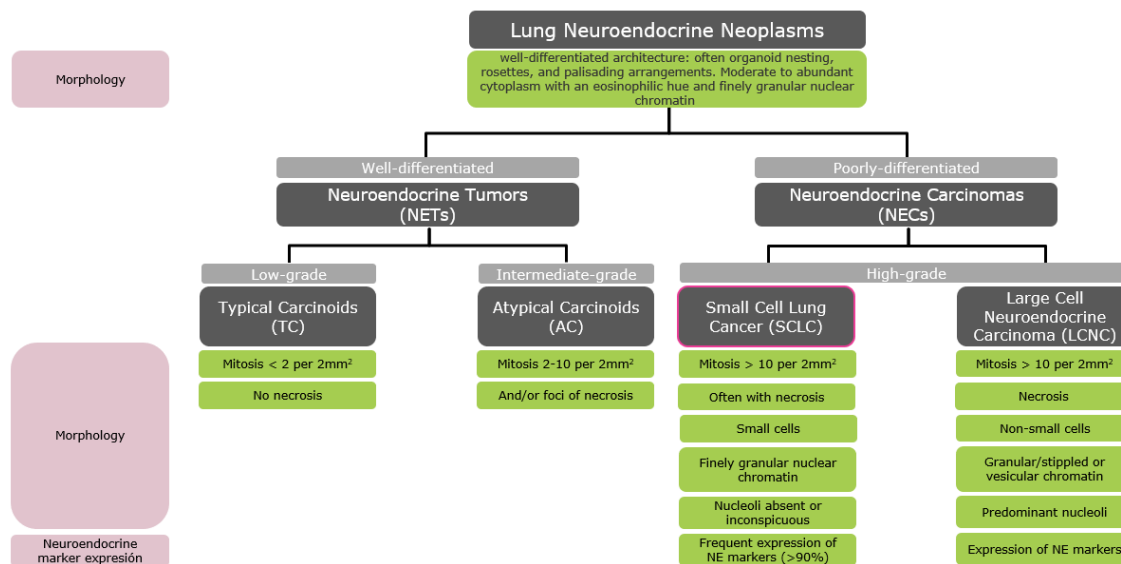 Lung Neuroendocrine Neoplasms
Morphology
well-differentiated architecture: often organoid nesting,
rosettes, and palisading arrangements. Moderate to abundant
cytoplasm with an eosinophilic hue and finely granular nuclear
chromatin
Well-differentiated
Poorly-differentiated
Neuroendocrine Tumors
(NETs)
Neuroendocrine Carcinomas
(NECs)
Low-grade
Intermediate-grade
High-grade
Typical Carcinoids
(TC)
Atypical Carcinoids
(AC)
Small Cell Lung
Cancer (SCLC)
Large Cell
Neuroendocrine
Carcinoma (LCNC)
Morphology
Mitosis < 2 per 2mm²
Mitosis 2-10 per 2mm²
Mitosis > 10 per 2mm²
Mitosis > 10 per 2mm²
No necrosis
And/or foci of necrosis
Often with necrosis
Necrosis
Small cells
Non-small cells
Finely granular nuclear
chromatin
Granular/stippled or
vesicular chromatin
Nucleoli absent or
inconspicuous
Predominant nucleoli
Neuroendocrine
marker expresión
Frequent expression of
NE markers (>90%)
Expression of NE markers